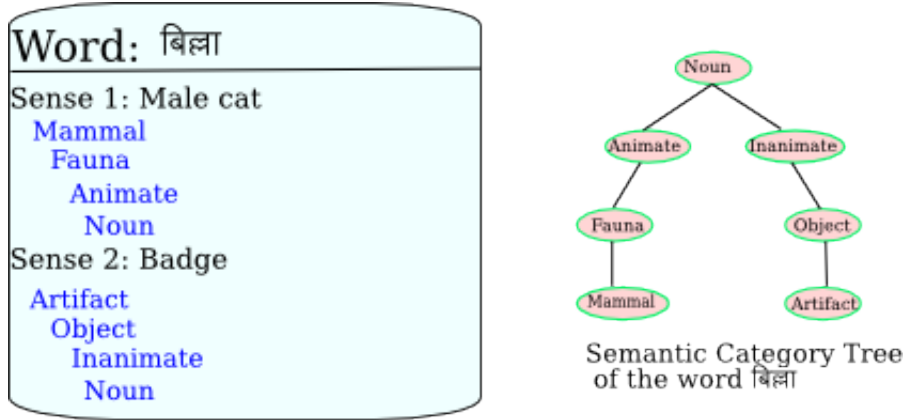 Word: बिल्ला
Sense 1: Male cat
Mammal
Fauna
Animate
Noun
Sense 2: Badge
Artifact
Object
Inanimate
Noun
Noun
Animate Inanimate
Fauna Object
Mammal Artifact
Semantic Category Tree
of the word बिल्ला